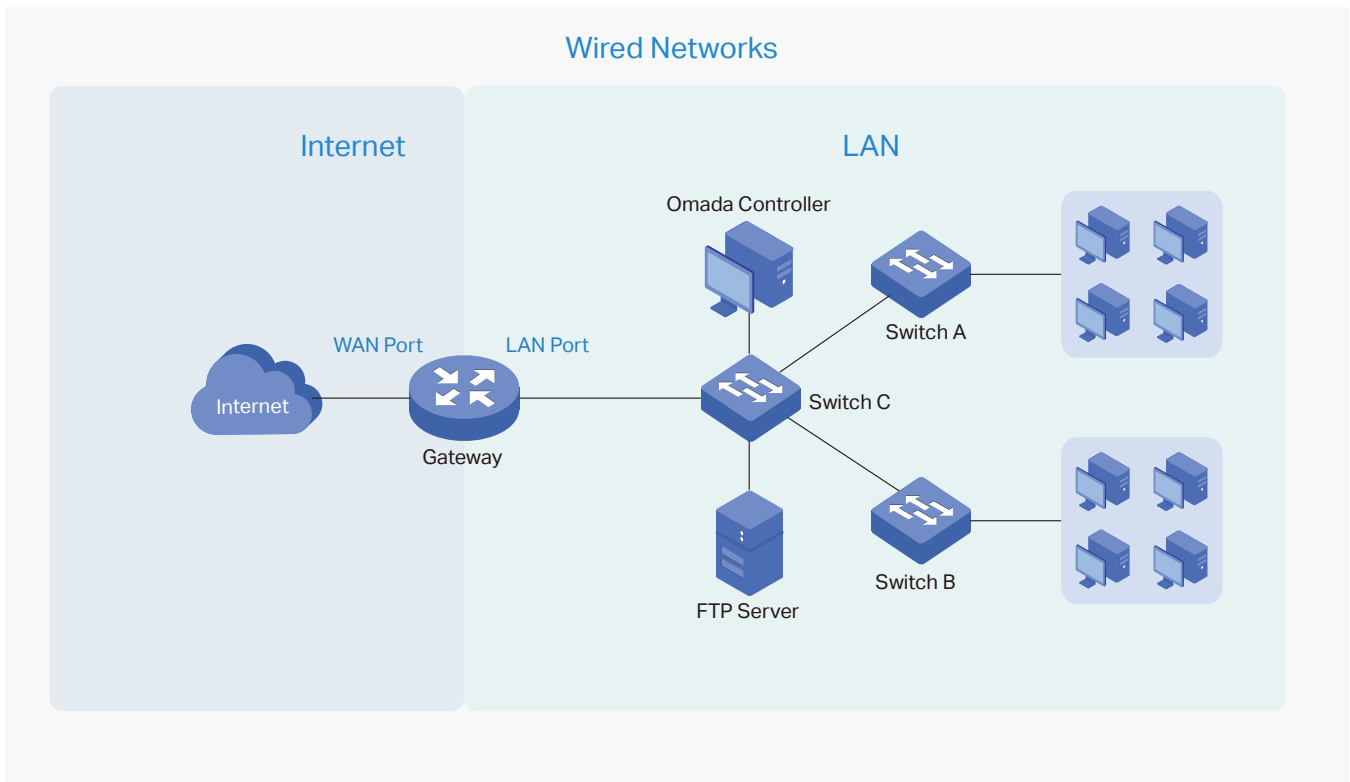 Wired Networks
Internet
LAN
Omada Controller
Switch A
WAN Port
LAN Port
Internet
Switch C
Gateway
Switch B
FTP Server